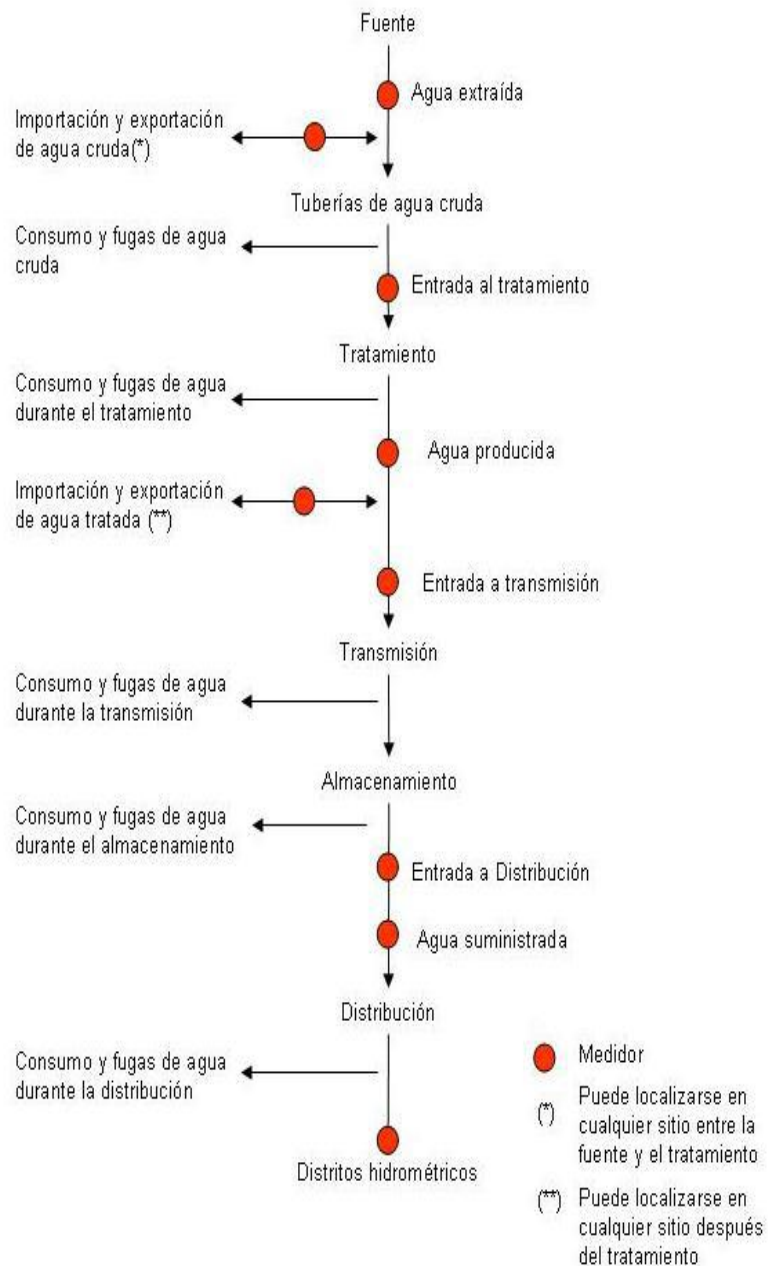 Fuente
Agua extraída
Importación y exportación
de agua cruda(*)
Tuberías de agua cruda
Consumo y fugas de agua
cruda
Entrada al tratamiento
Tratamiento
Consumo y fugas de agua
durante el tratamiento
Agua producida
Importación y exportación
de agua tratada (**)
Entrada a transmisión
Transmisión
Consumo y fugas de agua
durante la transmisión
Almacenamiento
Consumo y fugas de agua
durante el almacenamiento
Entrada a Distribución
Agua suministrada
Distribución
Consumo y fugas de agua
durante la distribución
Distritos hidrométricos
Medidor
(*) Puede localizarse en
cualquier sitio entre la
fuente y el tratamiento
(**) Puede localizarse en
cualquier sitio después
del tratamiento